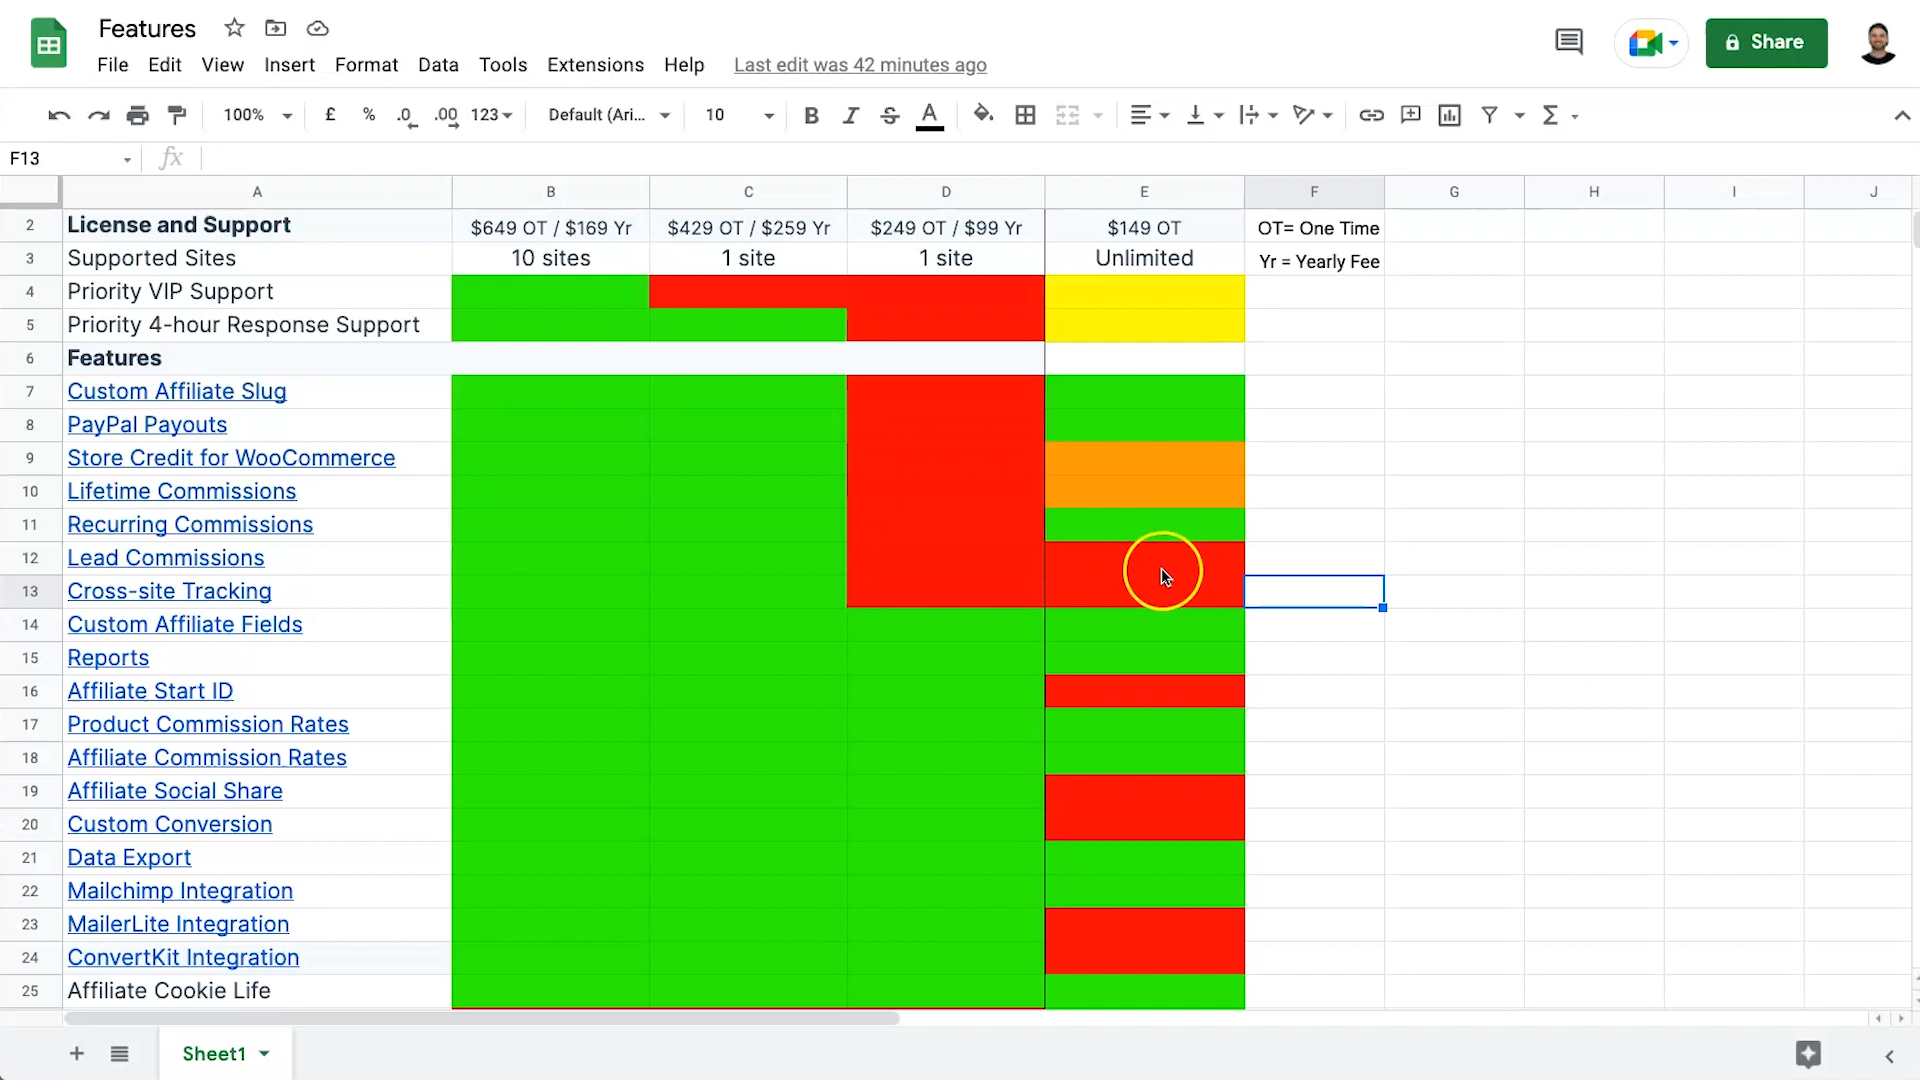 Features
File Edit View Insert Format Data Tools Extensions Help Last edit was 42 minutes ago
Share
100% £ % .0 .00 123 Default (Ari... 10 B I S A Σ
F13 fx
A B C D E F G H I J
2 License and Support $649 OT / $169 Yr $429 OT / $259 Yr $249 OT / $99 Yr $149 OT OT= One Time
3 Supported Sites 10 sites 1 site 1 site Unlimited Yr = Yearly Fee
4 Priority VIP Support
5 Priority 4-hour Response Support
6 Features
7 Custom Affiliate Slug
8 PayPal Payouts
9 Store Credit for WooCommerce
10 Lifetime Commissions
11 Recurring Commissions
12 Lead Commissions
13 Cross-site Tracking
14 Custom Affiliate Fields
15 Reports
16 Affiliate Start ID
17 Product Commission Rates
18 Affiliate Commission Rates
19 Affiliate Social Share
20 Custom Conversion
21 Data Export
22 Mailchimp Integration
23 MailerLite Integration
24 ConvertKit Integration
25 Affiliate Cookie Life
Sheet1